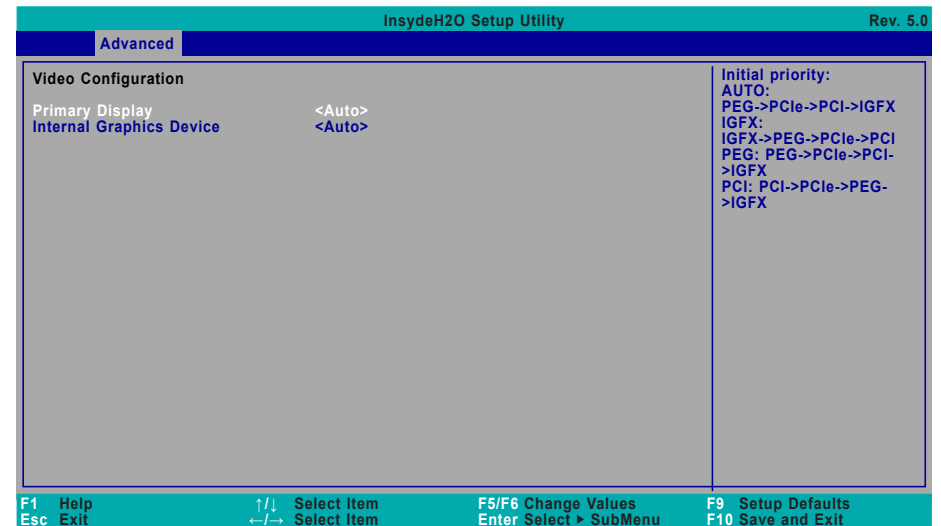 InsydeH2O Setup Utility Rev. 5.0
Advanced
Video Configuration
Primary Display <Auto>
Internal Graphics Device <Auto>
Initial priority:
AUTO:
PEG->PCIe->PCI->IGFX
IGFX:
IGFX->PEG->PCIe->PCI
PEG: PEG->PCIe->PCI-
>IGFX
PCI: PCI->PCIe->PEG-
>IGFX
F1 Help ↑/↓ Select Item F5/F6 Change Values F9 Setup Defaults
Esc Exit ←/→ Select Item Enter Select ▶ SubMenu F10 Save and Exit